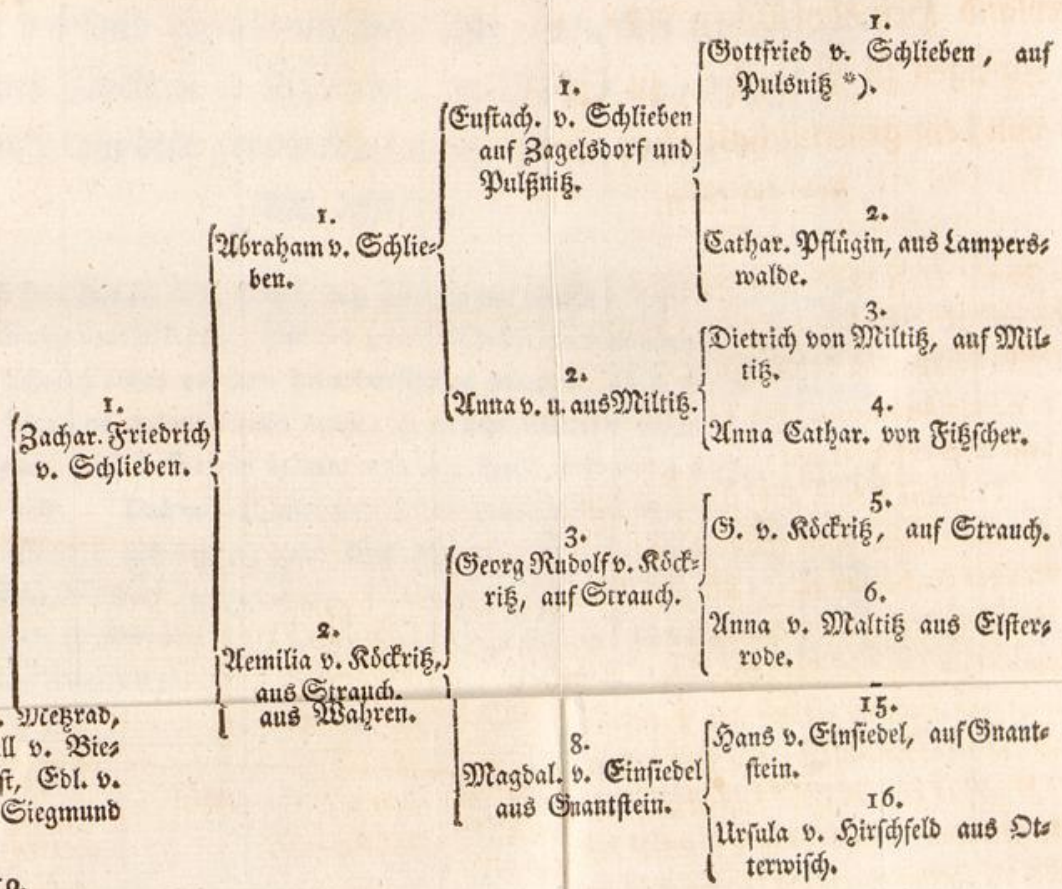 1.
Gottfried v. Schlieben, auf
Pulsnitz *).
1.
Eustach. v. Schlieben
auf Zagelsdorf und
Pulßnitz.
2.
Cathar. Pflügin, aus Lampers-
walde.
1.
Abraham v. Schlie-
ben.
3.
Dietrich von Miltitz, auf Mil-
titz.
2.
Anna v. u. aus Miltitz.
4.
Anna Cathar. von Fitzscher.
1.
Zachar. Friedrich
v. Schlieben.
5.
G. v. Köckritz, auf Strauch.
3.
Georg Rudolf v. Köck-
ritz, auf Strauch.
6.
Anna v. Maltitz aus Elster-
rode.
2.
Aemilia v. Köckritz,
aus Strauch.
aus Wahren.
15.
Hans v. Einsiedel, auf Gnant-
stein.
8.
Magdal. v. Einsiedel
aus Gnantstein.
16.
Ursula v. Hirschfeld aus Ot-
terwisch.
. Metzrad,
ll v. Bie-
st, Edl. v.
Siegmund